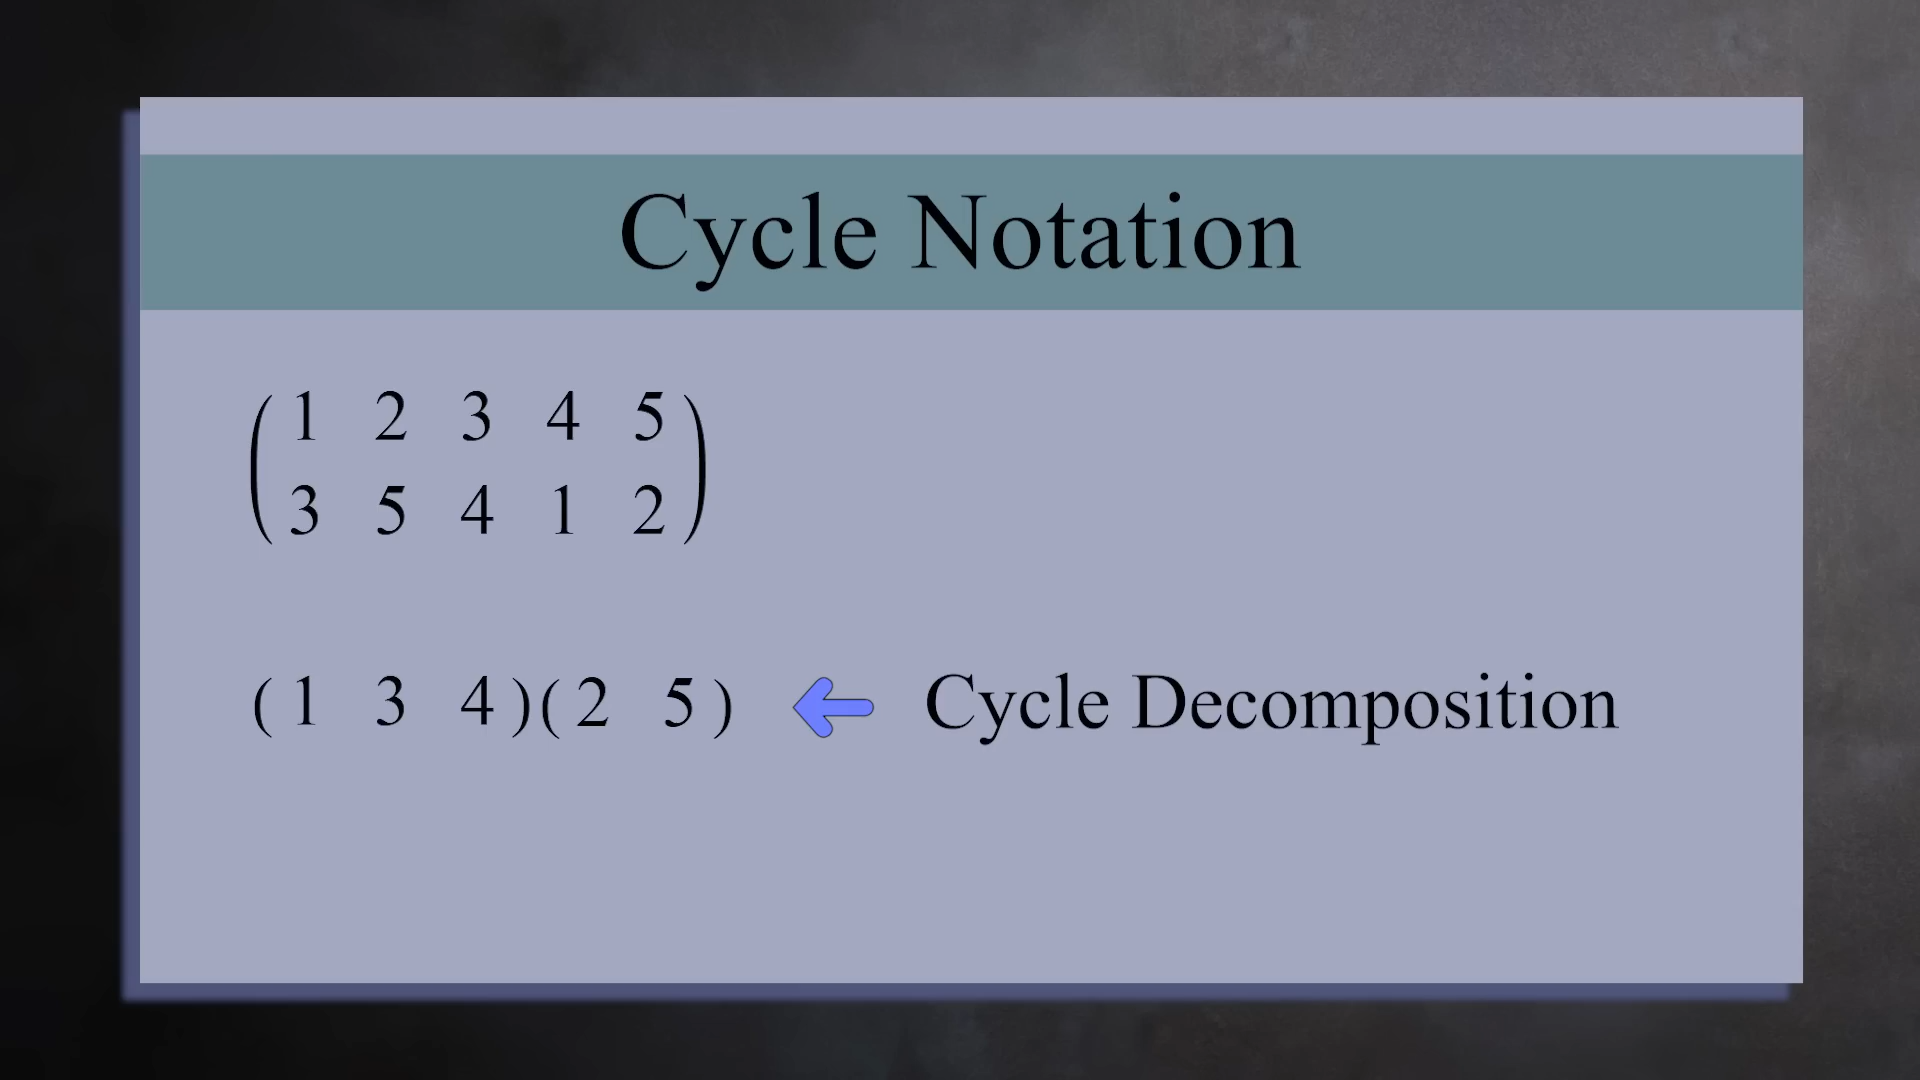 Cycle Notation
( 1 2 3 4 5 )
( 3 5 4 1 2 )
( 1 3 4 )( 2 5 ) ← Cycle Decomposition